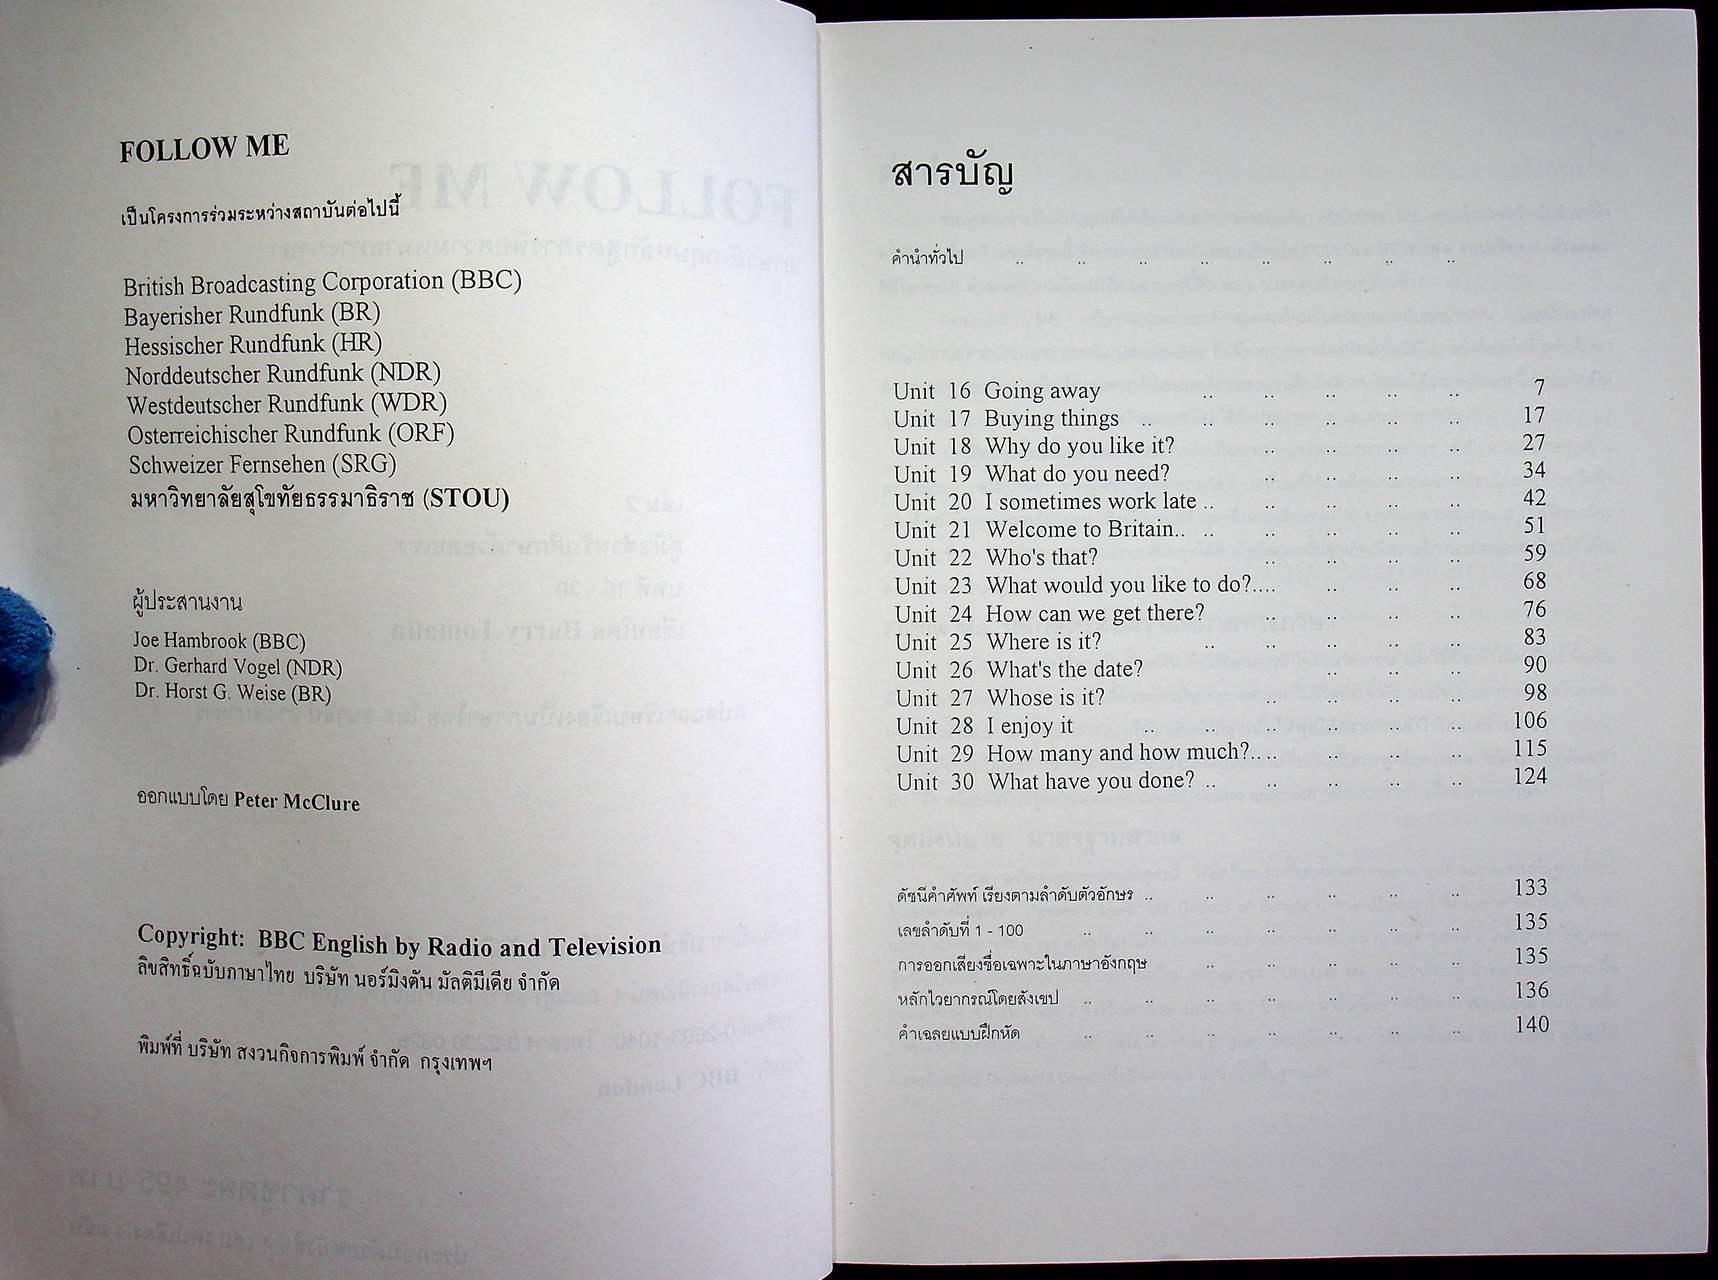 FOLLOW ME
เป็นโครงการร่วมระหว่างสถาบันต่อไปนี้
British Broadcasting Corporation (BBC)
Bayerisher Rundfunk (BR)
Hessischer Rundfunk (HR)
Norddeutscher Rundfunk (NDR)
Westdeutscher Rundfunk (WDR)
Osterreichischer Rundfunk (ORF)
Schweizer Fernsehen (SRG)
มหาวิทยาลัยสุโขทัยธรรมาธิราช (STOU)
ผู้ประสานงาน
Joe Hambrook (BBC)
Dr. Gerhard Vogel (NDR)
Dr. Horst G. Weise (BR)
ออกแบบโดย Peter McClure
Copyright: BBC English by Radio and Television
ลิขสิทธิ์ฉบับภาษาไทย บริษัท นอร์มิงตัน มัลติมีเดีย จำกัด
พิมพ์ที่ บริษัท สงวนกิจการพิมพ์ จำกัด กรุงเทพฯ
สารบัญ
คำนำทั่วไป .. .. .. .. .. .. .. ..
Unit 16 Going away .. .. .. .. .. 7
Unit 17 Buying things .. .. .. .. .. .. 17
Unit 18 Why do you like it? .. .. .. .. 27
Unit 19 What do you need? .. .. .. .. 34
Unit 20 I sometimes work late .. .. .. .. .. 42
Unit 21 Welcome to Britain.. .. .. .. .. .. 51
Unit 22 Who's that? .. .. .. .. 59
Unit 23 What would you like to do?.... .. .. .. 68
Unit 24 How can we get there? .. .. 76
Unit 25 Where is it? .. .. .. .. .. 83
Unit 26 What's the date? .. .. .. 90
Unit 27 Whose is it? .. .. .. .. 98
Unit 28 I enjoy it .. .. .. .. .. .. 106
Unit 29 How many and how much?.... .. .. .. 115
Unit 30 What have you done? .. .. .. .. .. 124
ดัชนีคำศัพท์ เรียงตามลำดับตัวอักษร .. .. .. .. .. .. 133
เลขลำดับที่ 1 - 100 .. .. .. .. .. .. .. 135
การออกเสียงชื่อเฉพาะในภาษาอังกฤษ .. .. .. .. .. 135
หลักไวยากรณ์โดยสังเขป .. .. .. .. .. .. .. 136
คำเฉลยแบบฝึกหัด .. .. .. .. .. .. .. 140